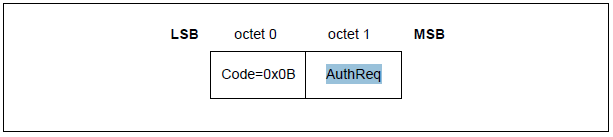 LSB octet 0 octet 1 MSB
Code=0x0B AuthReq